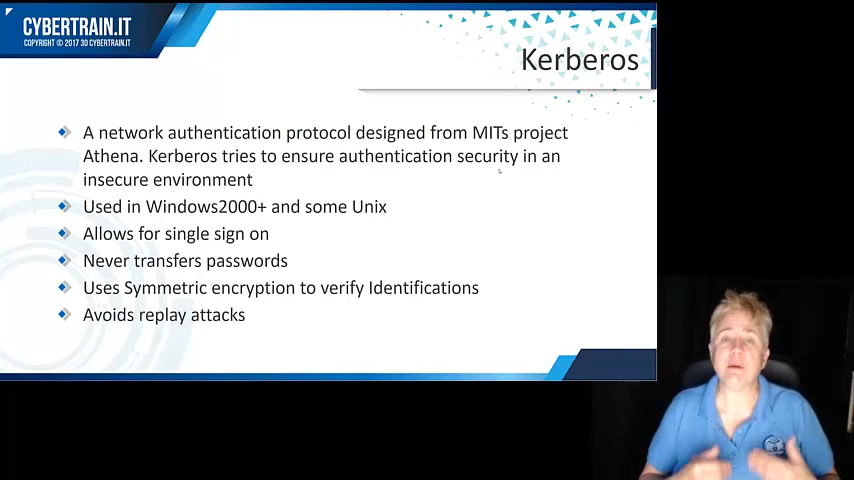 CYBERTRAIN.IT
COPYRIGHT © 2017 3D CYBERTRAIN.IT
Kerberos
A network authentication protocol designed from MITs project
Athena. Kerberos tries to ensure authentication security in an
insecure environment
Used in Windows2000+ and some Unix
Allows for single sign on
Never transfers passwords
Uses Symmetric encryption to verify Identifications
Avoids replay attacks